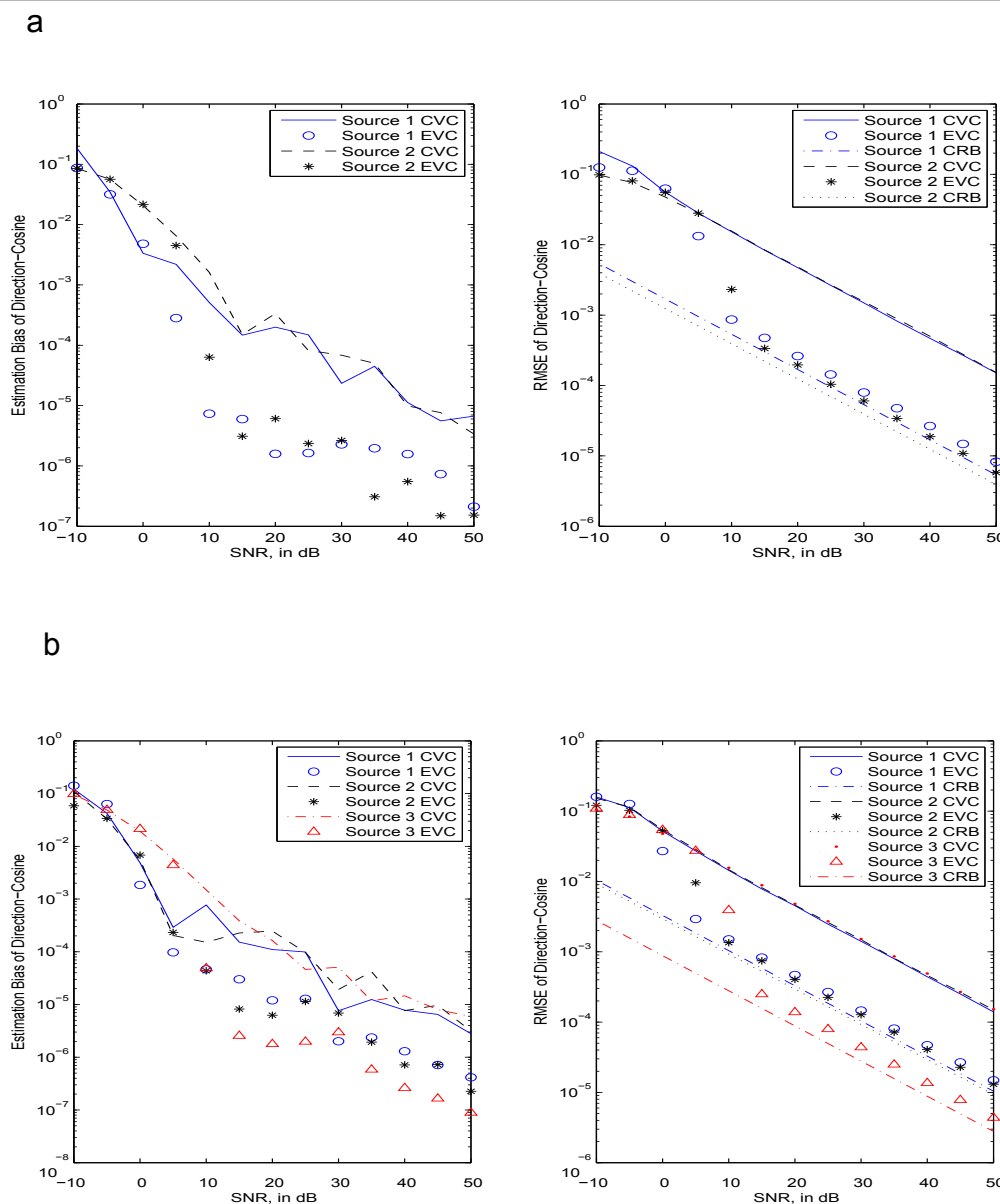 a
Estimation Bias of Direction−Cosine
10^0
10^−1
10^−2
10^−3
10^−4
10^−5
10^−6
10^−7
−10 0 10 20 30 40 50
SNR, in dB
Source 1 CVC
Source 1 EVC
Source 2 CVC
Source 2 EVC
RMSE of Direction−Cosine
10^0
10^−1
10^−2
10^−3
10^−4
10^−5
10^−6
−10 0 10 20 30 40 50
SNR, in dB
Source 1 CVC
Source 1 EVC
Source 1 CRB
Source 2 CVC
Source 2 EVC
Source 2 CRB
b
Estimation Bias of Direction−Cosine
10^0
10^−1
10^−2
10^−3
10^−4
10^−5
10^−6
10^−7
10^−8
−10 0 10 20 30 40 50
SNR, in dB
Source 1 CVC
Source 1 EVC
Source 2 CVC
Source 2 EVC
Source 3 CVC
Source 3 EVC
RMSE of Direction−Cosine
10^0
10^−1
10^−2
10^−3
10^−4
10^−5
10^−6
−10 0 10 20 30 40 50
SNR, in dB
Source 1 CVC
Source 1 EVC
Source 1 CRB
Source 2 CVC
Source 2 EVC
Source 2 CRB
Source 3 CVC
Source 3 EVC
Source 3 CRB